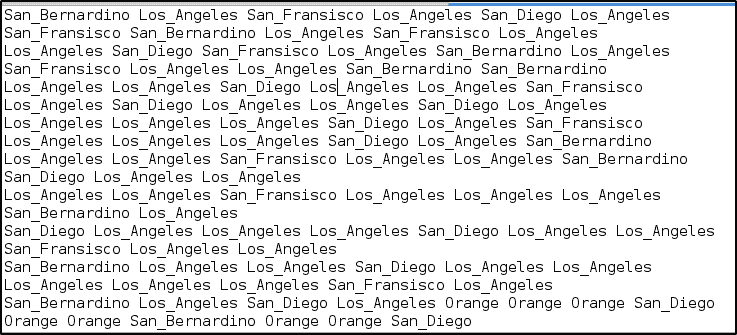 San_Bernardino Los_Angeles San_Fransisco Los_Angeles San_Diego Los_Angeles
San_Fransisco San_Bernardino Los_Angeles San_Fransisco Los_Angeles
Los_Angeles San_Diego San_Fransisco Los_Angeles San_Bernardino Los_Angeles
San_Fransisco Los_Angeles Los_Angeles San_Bernardino San_Bernardino
Los_Angeles Los_Angeles San_Diego Los_Angeles Los_Angeles San_Fransisco
Los_Angeles San_Diego Los_Angeles Los_Angeles San_Diego Los_Angeles
Los_Angeles Los_Angeles Los_Angeles San_Diego Los_Angeles San_Fransisco
Los_Angeles Los_Angeles Los_Angeles San_Diego Los_Angeles San_Bernardino
Los_Angeles Los_Angeles San_Fransisco Los_Angeles Los_Angeles San_Bernardino
San_Diego Los_Angeles Los_Angeles
Los_Angeles Los_Angeles San_Fransisco Los_Angeles Los_Angeles Los_Angeles
San_Bernardino Los_Angeles
San_Diego Los_Angeles Los_Angeles Los_Angeles San_Diego Los_Angeles Los_Angeles
San_Fransisco Los_Angeles Los_Angeles
San_Bernardino Los_Angeles Los_Angeles San_Diego Los_Angeles Los_Angeles
Los_Angeles Los_Angeles Los_Angeles San_Fransisco Los_Angeles
San_Bernardino Los_Angeles San_Diego Los_Angeles Orange Orange Orange San_Diego
Orange Orange San_Bernardino Orange Orange San_Diego